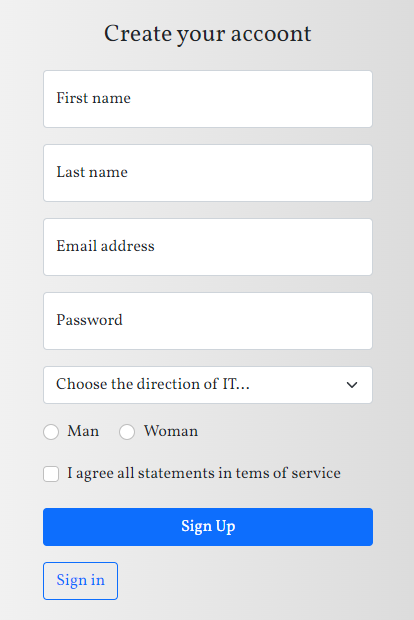 Create your accoont
First name
Last name
Email address
Password
Choose the direction of IT...
Man Woman
I agree all statements in tems of service
Sign Up
Sign in